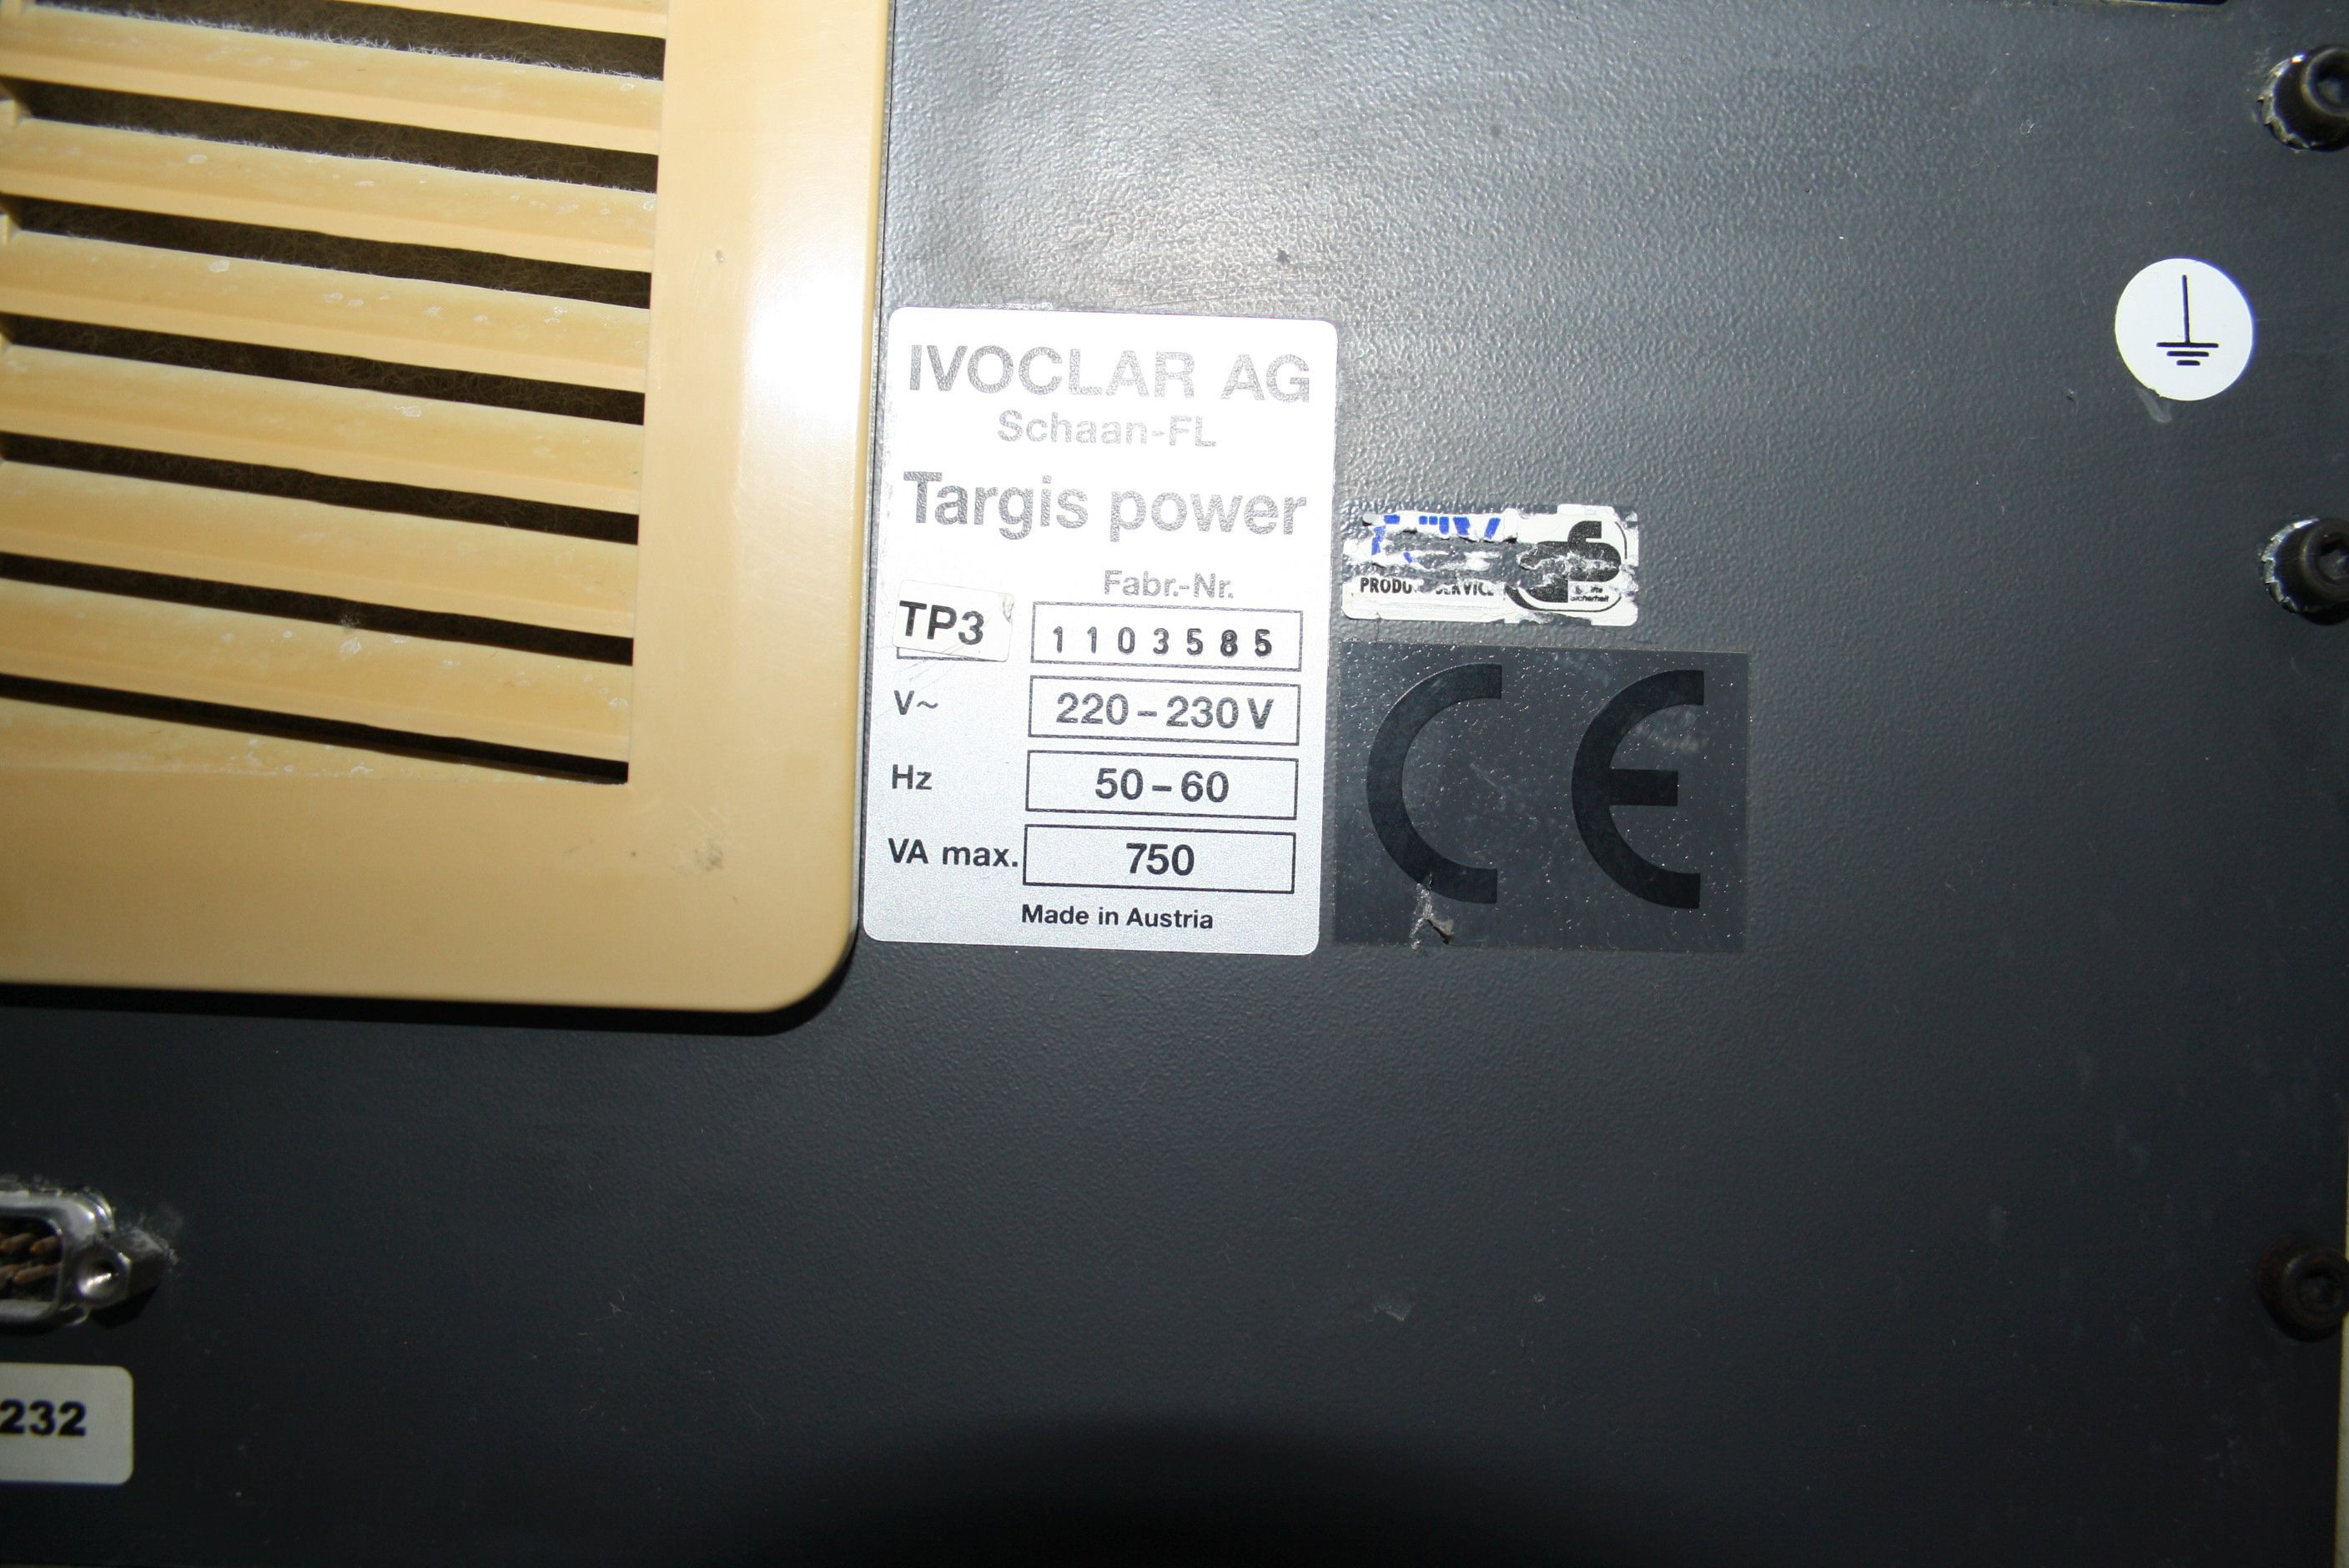 IVOCLAR AG
Schaan-FL
Targis power
Fabr.-Nr.
TP3 1103585
V~ 220-230V
Hz 50-60
VA max. 750
Made in Austria
CE
232